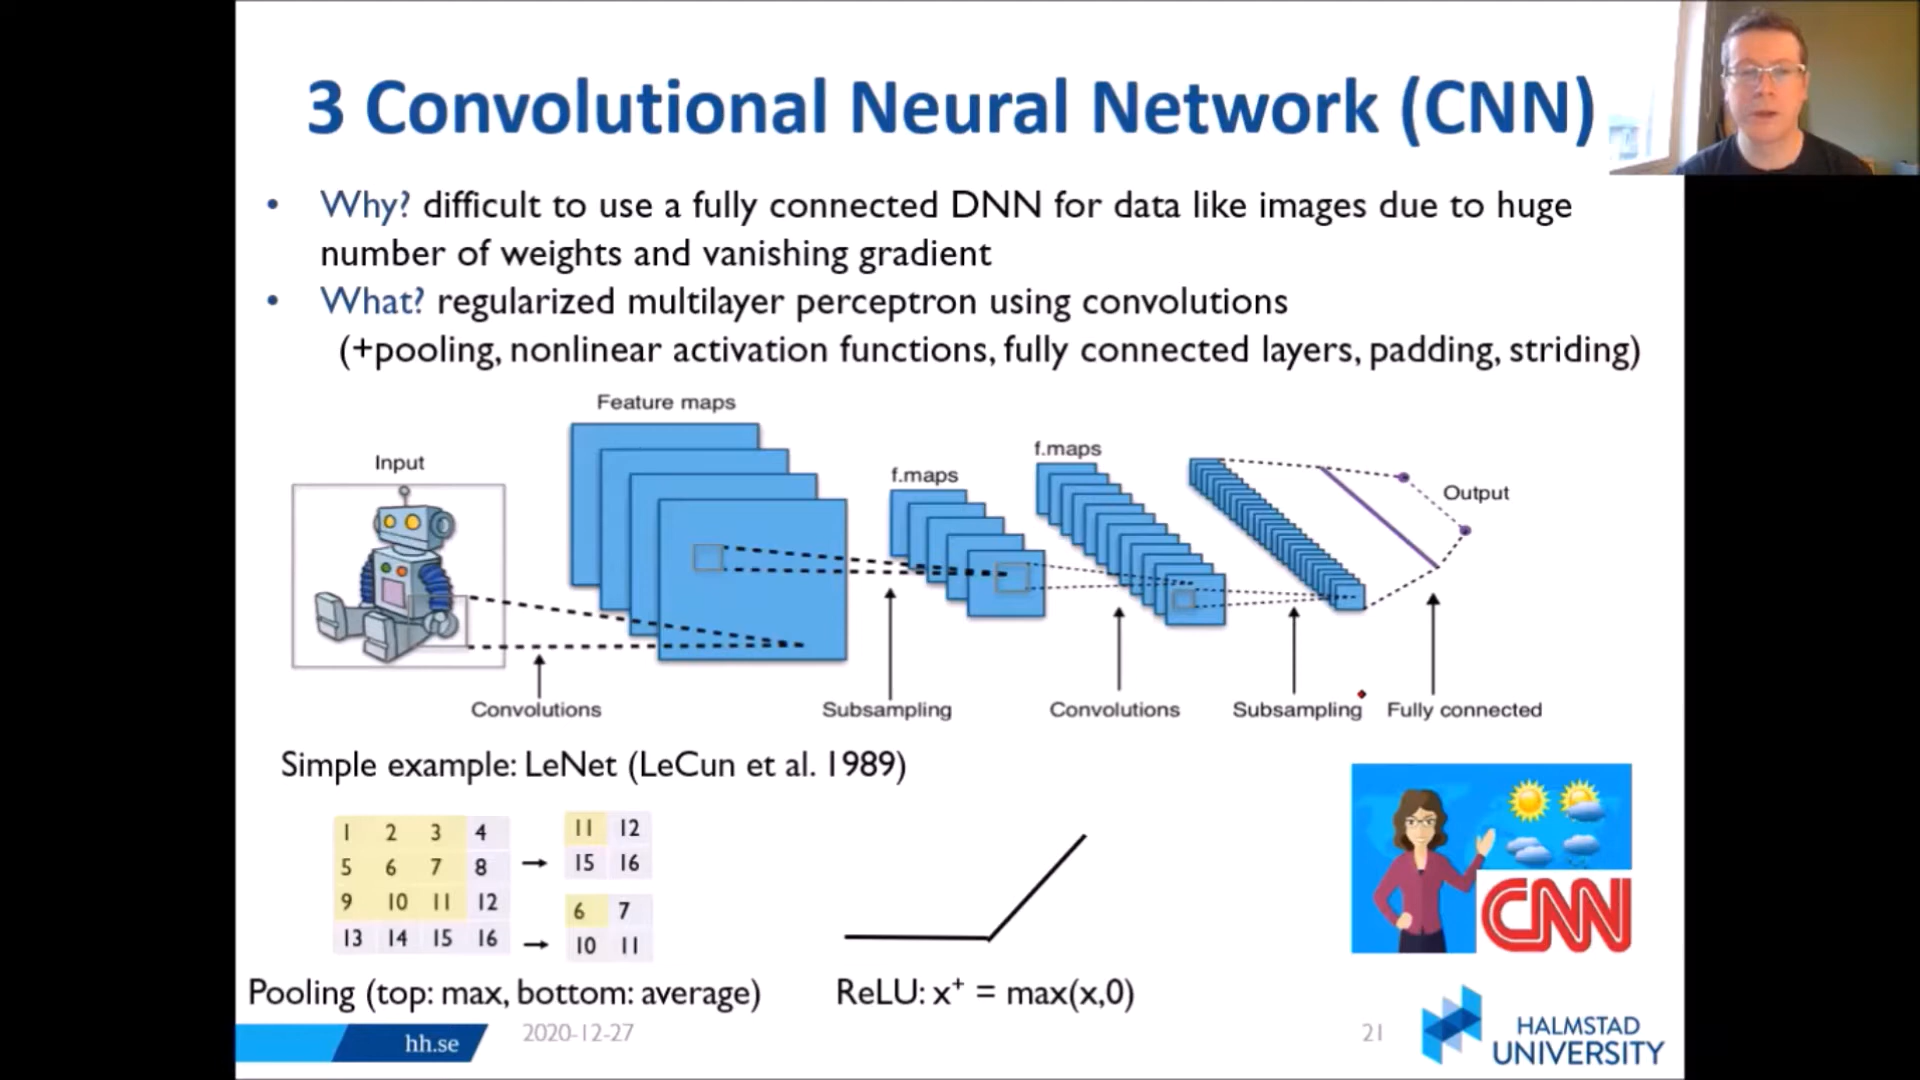 3 Convolutional Neural Network (CNN)
• Why? difficult to use a fully connected DNN for data like images due to huge
number of weights and vanishing gradient
• What? regularized multilayer perceptron using convolutions
(+pooling, nonlinear activation functions, fully connected layers, padding, striding)
Feature maps
f.maps
Input
f.maps
Output
Convolutions
Subsampling
Convolutions
Subsampling
Fully connected
Simple example: LeNet (LeCun et al. 1989)
1 2 3 4
5 6 7 8
9 10 11 12
13 14 15 16
→
11 12
15 16
→
6 7
10 11
CNN
Pooling (top: max, bottom: average)
ReLU: x⁺ = max(x,0)
hh.se
2020-12-27
21
HALMSTAD
UNIVERSITY